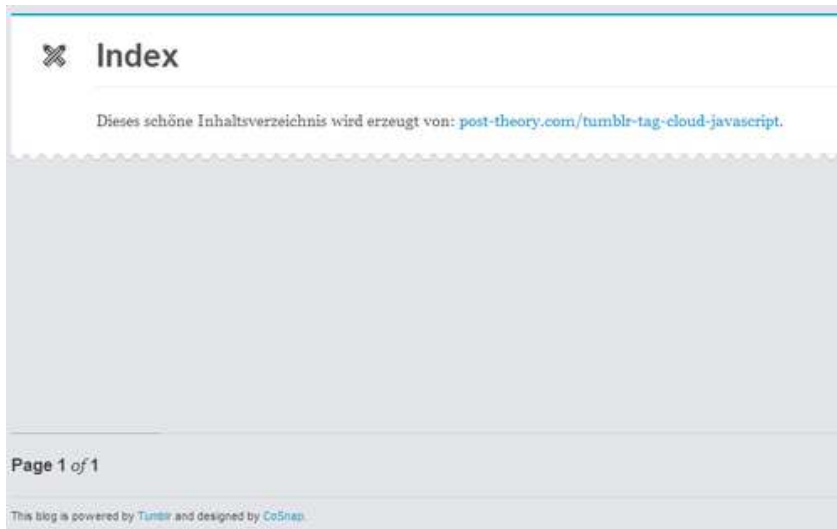 Index
Dieses schöne Inhaltsverzeichnis wird erzeugt von: post-theory.com/tumblr-tag-cloud-javascript.
Page 1 of 1
This blog is powered by Tumblr and designed by CoSnap.